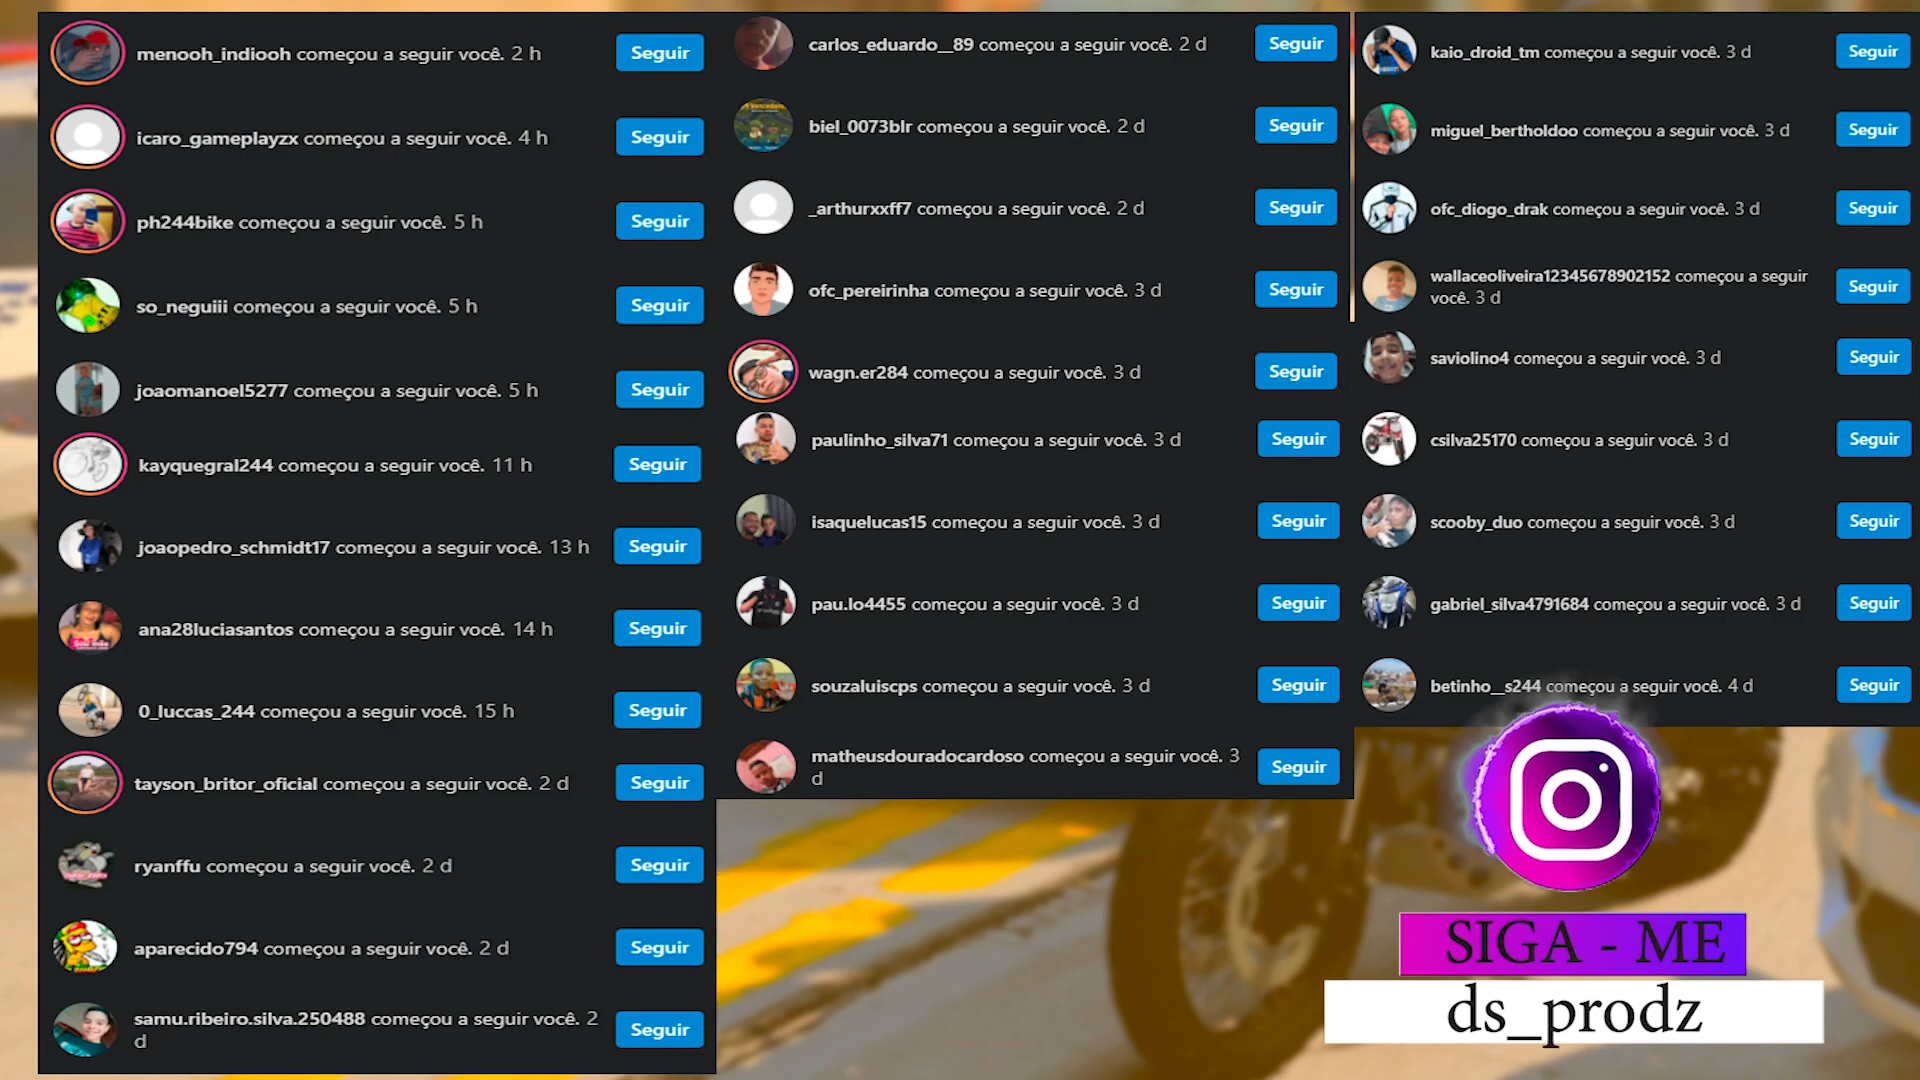 menooh_indiooh começou a seguir você. 2 h
Seguir
icaro_gameplayzx começou a seguir você. 4 h
Seguir
ph244bike começou a seguir você. 5 h
Seguir
so_neguiii começou a seguir você. 5 h
Seguir
joaomanoel5277 começou a seguir você. 5 h
Seguir
kayquegral244 começou a seguir você. 11 h
Seguir
joaopedro_schmidt17 começou a seguir você. 13 h
Seguir
ana28luciasantos começou a seguir você. 14 h
Seguir
0_luccas_244 começou a seguir você. 15 h
Seguir
tayson_britor_oficial começou a seguir você. 2 d
Seguir
ryanffu começou a seguir você. 2 d
Seguir
aparecido794 começou a seguir você. 2 d
Seguir
samu.ribeiro.silva.250488 começou a seguir você. 2
d
Seguir
carlos_eduardo__89 começou a seguir você. 2 d
Seguir
biel_0073blr começou a seguir você. 2 d
Seguir
_arthurxxff7 começou a seguir você. 2 d
Seguir
ofc_pereirinha começou a seguir você. 3 d
Seguir
wagn.er284 começou a seguir você. 3 d
Seguir
paulinho_silva71 começou a seguir você. 3 d
Seguir
isaquelucas15 começou a seguir você. 3 d
Seguir
pau.lo4455 começou a seguir você. 3 d
Seguir
souzaluiscps começou a seguir você. 3 d
Seguir
matheusdouradocardoso começou a seguir você. 3
d
Seguir
kaio_droid_tm começou a seguir você. 3 d
Seguir
miguel_bertholdoo começou a seguir você. 3 d
Seguir
ofc_diogo_drak começou a seguir você. 3 d
Seguir
wallaceoliveira12345678902152 começou a seguir
você. 3 d
Seguir
saviolino4 começou a seguir você. 3 d
Seguir
csilva25170 começou a seguir você. 3 d
Seguir
scooby_duo começou a seguir você. 3 d
Seguir
gabriel_silva4791684 começou a seguir você. 3 d
Seguir
betinho__s244 começou a seguir você. 4 d
Seguir
SIGA - ME
ds_prodz